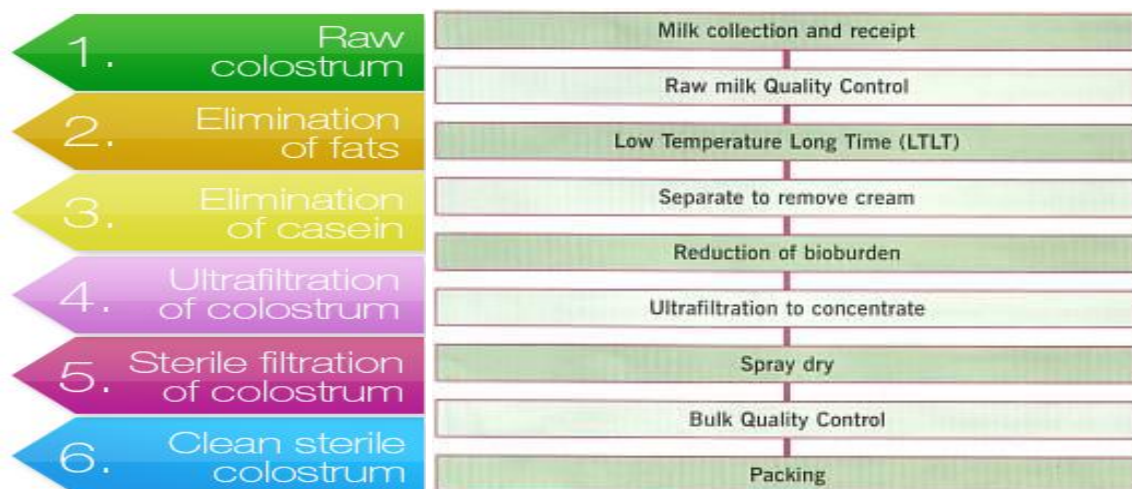 1. Raw
colostrum
2. Elimination
of fats
3. Elimination
of casein
4. Ultrafiltration
of colostrum
5. Sterile filtration
of colostrum
6. Clean sterile
colostrum
Milk collection and receipt
Raw milk Quality Control
Low Temperature Long Time (LTLT)
Separate to remove cream
Reduction of bioburden
Ultrafiltration to concentrate
Spray dry
Bulk Quality Control
Packing